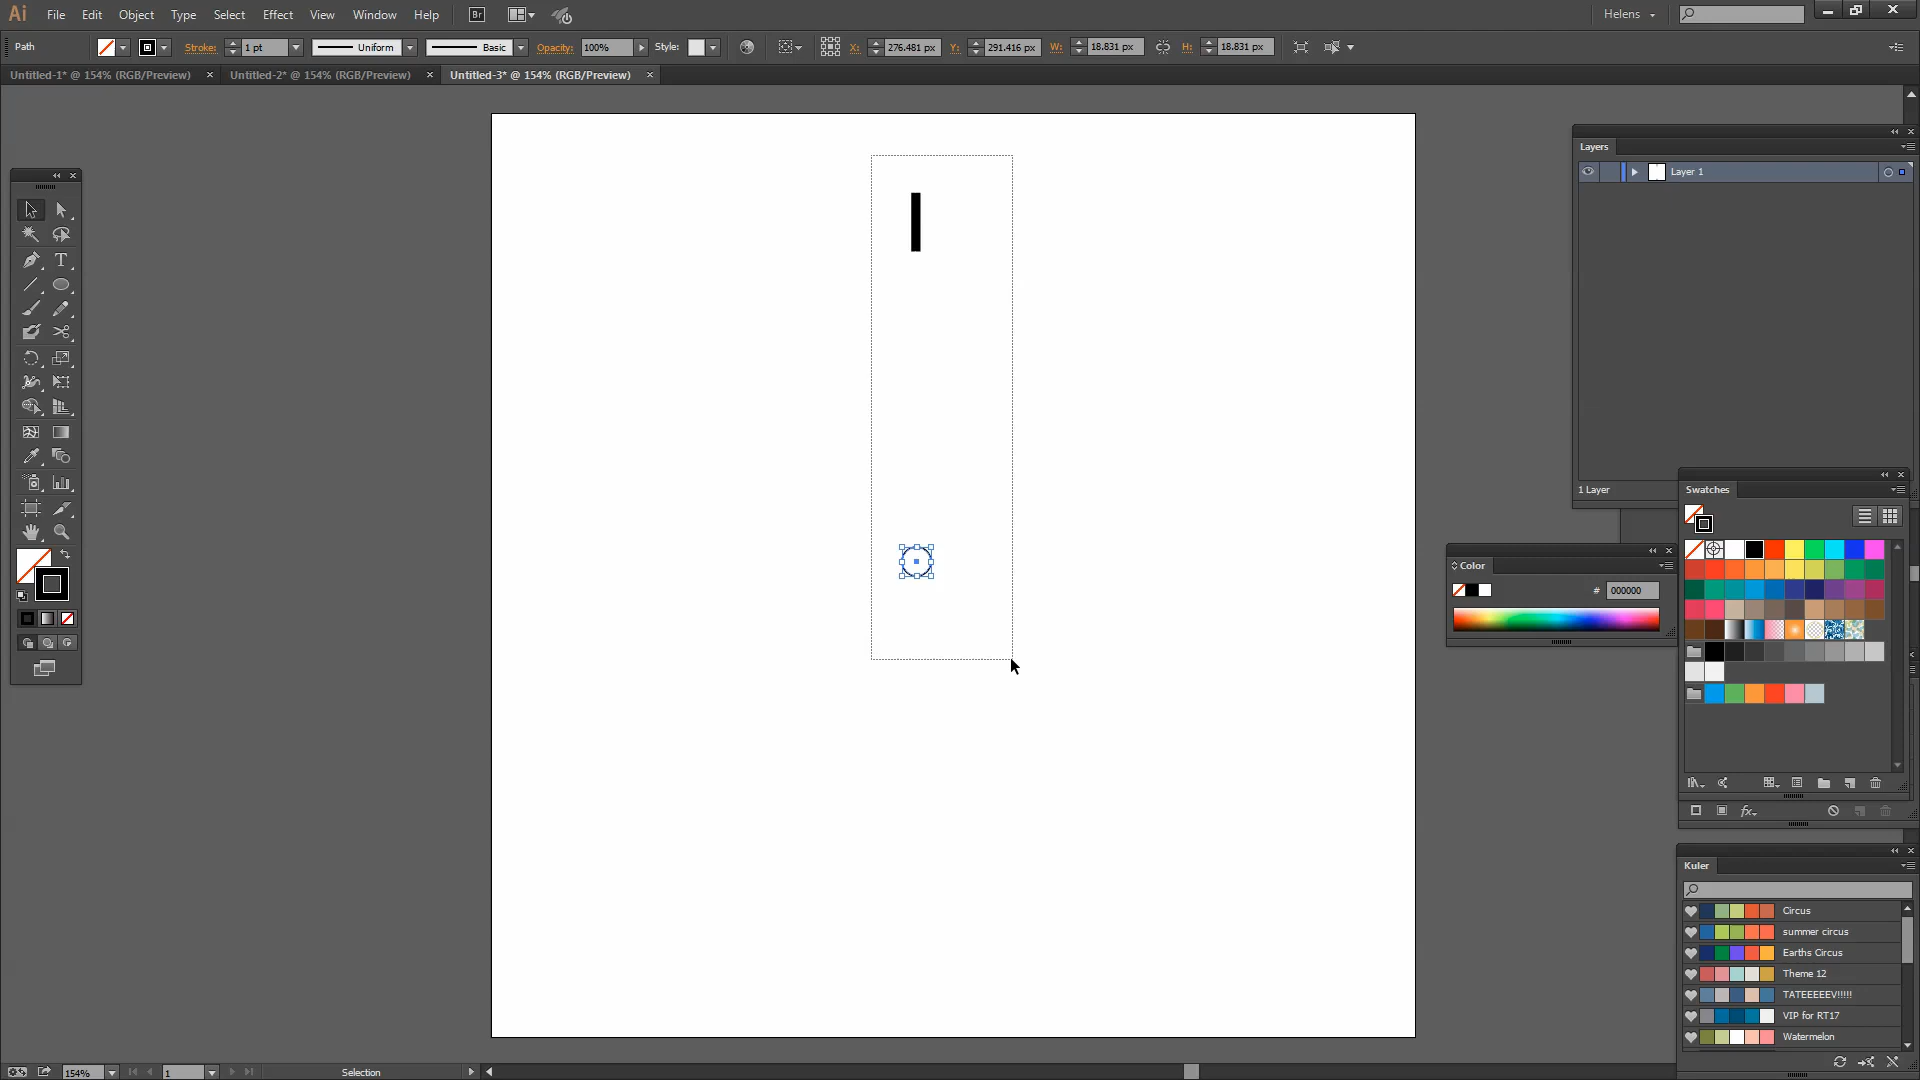 Ai File Edit Object Type Select Effect View Window Help Br Helens
Path Stroke: 1 pt Uniform Basic Opacity: 100% Style: X: 276.481 px Y: 291.416 px W: 18.831 px H: 18.831 px
Untitled-1* @ 154% (RGB/Preview) Untitled-2* @ 154% (RGB/Preview) Untitled-3* @ 154% (RGB/Preview)
Layers
Layer 1
1 Layer
Swatches
Color
# 000000
fx
Kuler
Circus
summer circus
Earths Circus
Theme 12
TATEEEEEV!!!!!
VIP for RT17
Watermelon
154% 1 Selection